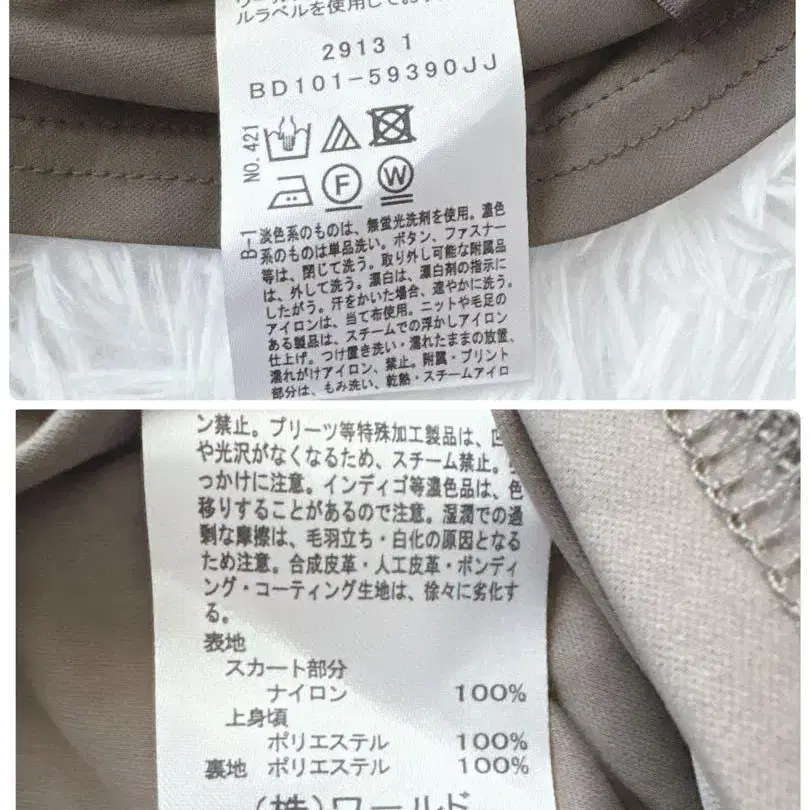 ルラベルを使用してお手
2913 1
BD101-59390JJ
NO.421
F
W
B-1
淡色系のものは、無蛍光洗剤を使用。濃色
系のものは単品洗い。ボタン、ファスナー
等は、閉じて洗う。取り外し可能な附属品
は、外して洗う。漂白は、漂白剤の指示に
したがう。汗をかいた場合、速やかに洗う。
アイロンは、当て布使用。ニットや毛足の
ある製品は、スチームでの浮かしアイロン
仕上げ。つけ置き洗い・濡れたままの放置、
濡れがけアイロン、禁止。附属・プリント
部分は、もみ洗い、乾熱・スチームアイロ
ン禁止。プリーツ等特殊加工製品は、凹
や光沢がなくなるため、スチーム禁止。
っかけに注意。インディゴ等濃色品は、色
移りすることがあるので注意。湿潤での過
剰な摩擦は、毛羽立ち・白化の原因となる
ため注意。合成皮革・人工皮革・ボンディ
ング・コーティング生地は、徐々に劣化す
る。
表地
スカート部分
ナイロン 100%
上身頃
ポリエステル 100%
裏地 ポリエステル 100%
(株)ワールド